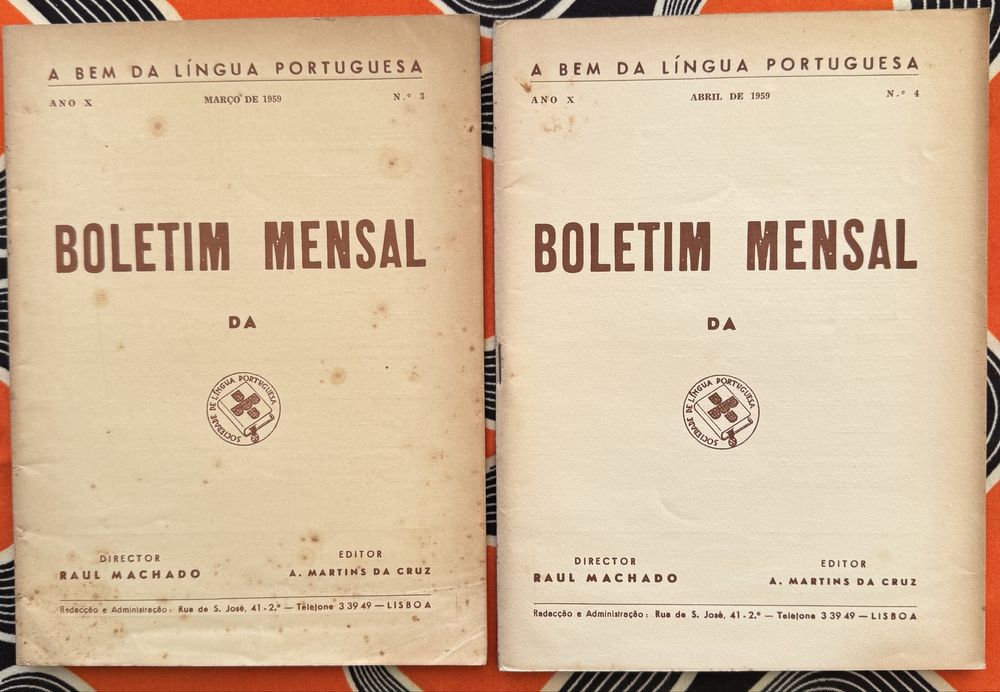 A BEM DA LÍNGUA PORTUGUESA
ANO X MARÇO DE 1959 N.º 3
BOLETIM MENSAL
DA
SOCIEDADE DE LÍNGUA PORTUGUESA
DIRECTOR
RAUL MACHADO
EDITOR
A. MARTINS DA CRUZ
Redacção e Administração: Rua de S. José, 41-2.º — Telefone 3 39 49 — LISBOA
A BEM DA LÍNGUA PORTUGUESA
ANO X ABRIL DE 1959 N.º 4
BOLETIM MENSAL
DA
SOCIEDADE DE LÍNGUA PORTUGUESA
DIRECTOR
RAUL MACHADO
EDITOR
A. MARTINS DA CRUZ
Redacção e Administração: Rua de S. José, 41-2.º — Telefone 3 39 49 — LISBOA